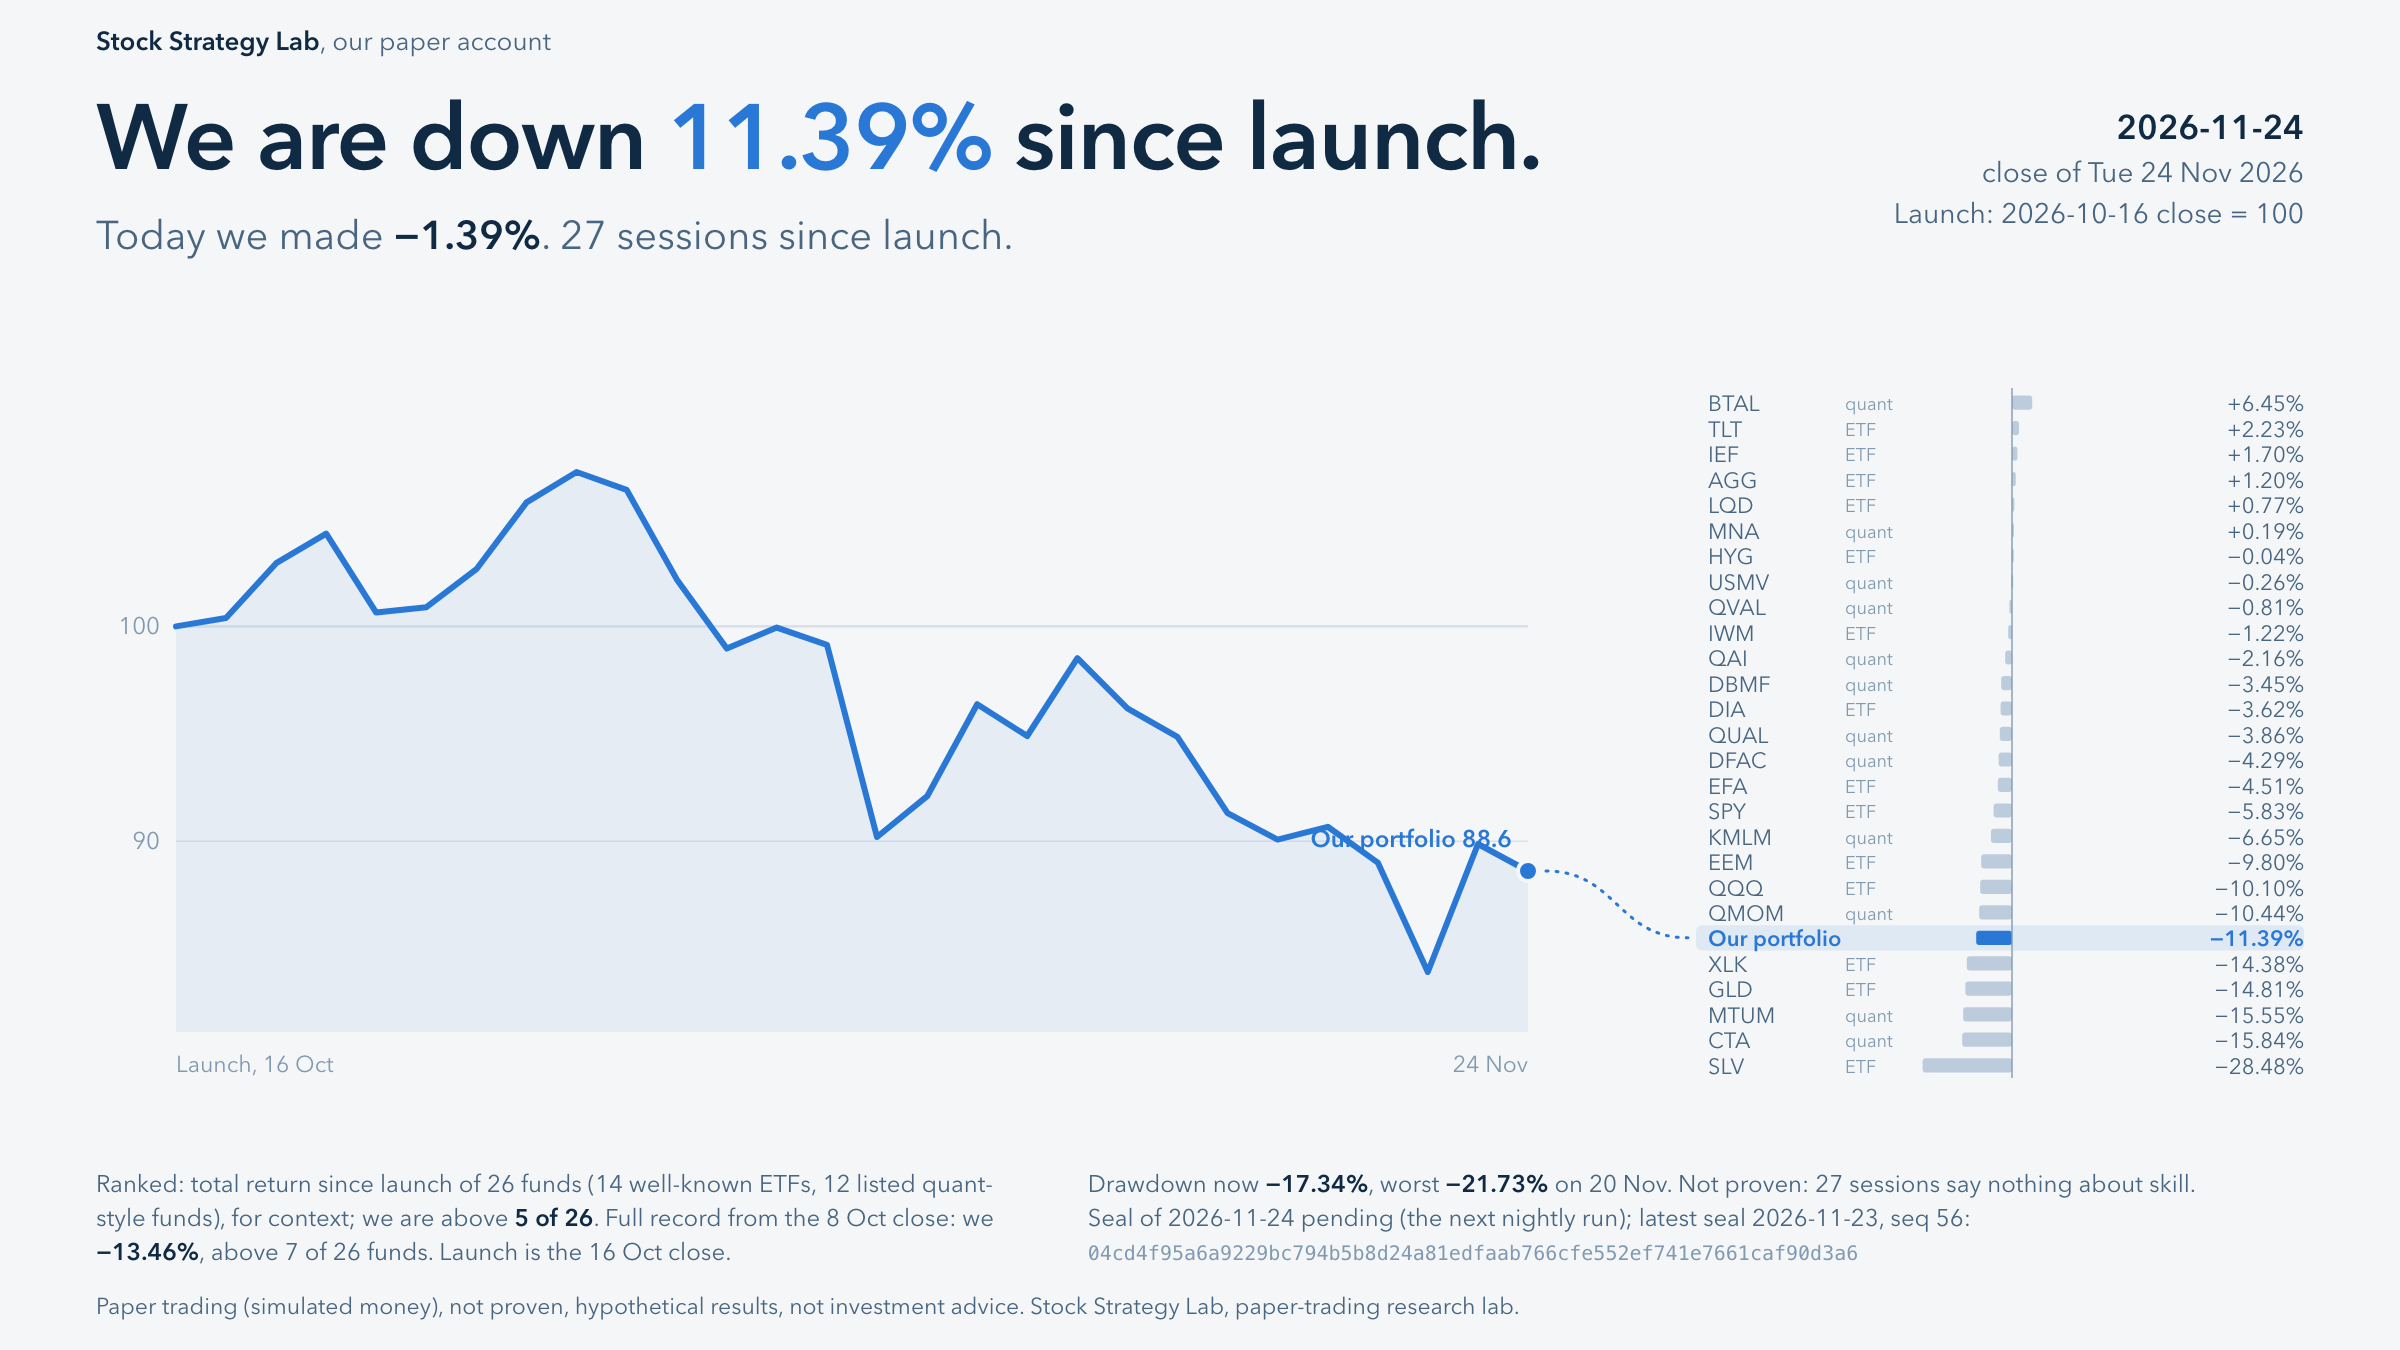 Stock Strategy Lab, our paper account
We are down 11.39% since launch.
Today we made −1.39%. 27 sessions since launch.
2026-11-24
close of Tue 24 Nov 2026
Launch: 2026-10-16 close = 100
100
90
Our portfolio 88.6
Launch, 16 Oct
24 Nov
BTAL quant +6.45%
TLT ETF +2.23%
IEF ETF +1.70%
AGG ETF +1.20%
LQD ETF +0.77%
MNA quant +0.19%
HYG ETF −0.04%
USMV quant −0.26%
QVAL quant −0.81%
IWM ETF −1.22%
QAI quant −2.16%
DBMF quant −3.45%
DIA ETF −3.62%
QUAL quant −3.86%
DFAC quant −4.29%
EFA ETF −4.51%
SPY ETF −5.83%
KMLM quant −6.65%
EEM ETF −9.80%
QQQ ETF −10.10%
QMOM quant −10.44%
Our portfolio −11.39%
XLK ETF −14.38%
GLD ETF −14.81%
MTUM quant −15.55%
CTA quant −15.84%
SLV ETF −28.48%
Ranked: total return since launch of 26 funds (14 well-known ETFs, 12 listed quant-
style funds), for context; we are above 5 of 26. Full record from the 8 Oct close: we
−13.46%, above 7 of 26 funds. Launch is the 16 Oct close.
Drawdown now −17.34%, worst −21.73% on 20 Nov. Not proven: 27 sessions say nothing about skill.
Seal of 2026-11-24 pending (the next nightly run); latest seal 2026-11-23, seq 56:
04cd4f95a6a9229bc794b5b8d24a81edfaab766cfe552ef741e7661caf90d3a6
Paper trading (simulated money), not proven, hypothetical results, not investment advice. Stock Strategy Lab, paper-trading research lab.